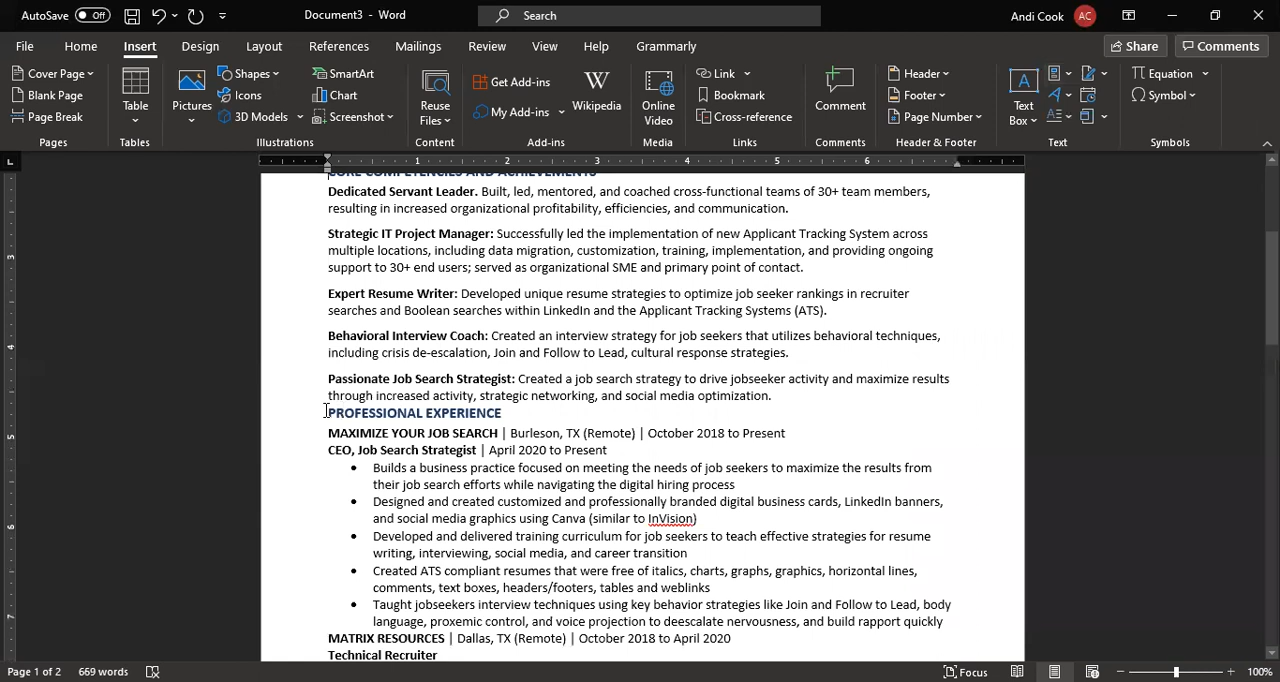 AutoSave Off Document3 - Word Search Andi Cook AC
File Home Insert Design Layout References Mailings Review View Help Grammarly Share Comments
Cover Page
Blank Page
Page Break
Pages
Table
Tables
Pictures
Shapes
Icons
3D Models
SmartArt
Chart
Screenshot
Illustrations
Reuse
Files
Content
Get Add-ins
My Add-ins
Wikipedia
Add-ins
Online
Video
Media
Link
Bookmark
Cross-reference
Links
Comment
Comments
Header
Footer
Page Number
Header & Footer
Text
Box
Text
Equation
Symbol
Symbols
1 2 3 4 5 6
CORE COMPETENCIES AND ACHIEVEMENTS
Dedicated Servant Leader. Built, led, mentored, and coached cross-functional teams of 30+ team members,
resulting in increased organizational profitability, efficiencies, and communication.
Strategic IT Project Manager: Successfully led the implementation of new Applicant Tracking System across
multiple locations, including data migration, customization, training, implementation, and providing ongoing
support to 30+ end users; served as organizational SME and primary point of contact.
Expert Resume Writer: Developed unique resume strategies to optimize job seeker rankings in recruiter
searches and Boolean searches within LinkedIn and the Applicant Tracking Systems (ATS).
Behavioral Interview Coach: Created an interview strategy for job seekers that utilizes behavioral techniques,
including crisis de-escalation, Join and Follow to Lead, cultural response strategies.
Passionate Job Search Strategist: Created a job search strategy to drive jobseeker activity and maximize results
through increased activity, strategic networking, and social media optimization.
PROFESSIONAL EXPERIENCE
MAXIMIZE YOUR JOB SEARCH | Burleson, TX (Remote) | October 2018 to Present
CEO, Job Search Strategist | April 2020 to Present
• Builds a business practice focused on meeting the needs of job seekers to maximize the results from
their job search efforts while navigating the digital hiring process
• Designed and created customized and professionally branded digital business cards, LinkedIn banners,
and social media graphics using Canva (similar to InVision)
• Developed and delivered training curriculum for job seekers to teach effective strategies for resume
writing, interviewing, social media, and career transition
• Created ATS compliant resumes that were free of italics, charts, graphs, graphics, horizontal lines,
comments, text boxes, headers/footers, tables and weblinks
• Taught jobseekers interview techniques using key behavior strategies like Join and Follow to Lead, body
language, proxemic control, and voice projection to deescalate nervousness, and build rapport quickly
MATRIX RESOURCES | Dallas, TX (Remote) | October 2018 to April 2020
Technical Recruiter
3
4
5
6
7
Page 1 of 2 669 words Focus 100%